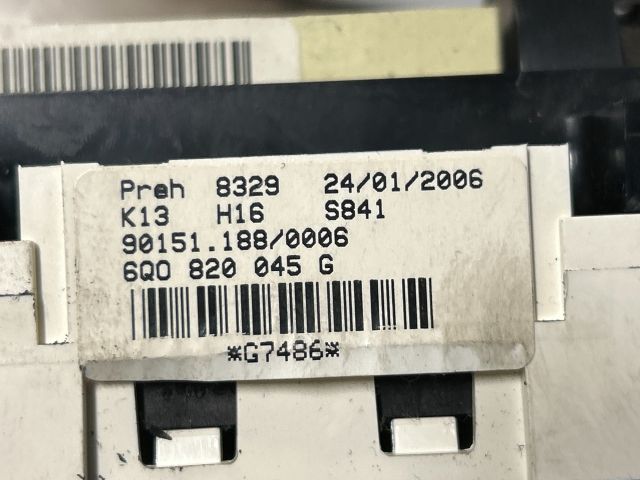 Preh 8329 24/01/2006
K13 H16 S841
90151.188/0006
6Q0 820 045 G
*G7486*